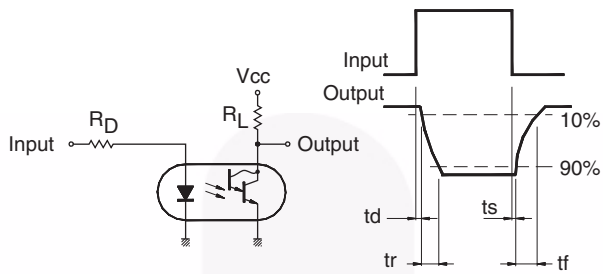 Input
RD
Vcc
RL
Output
Input
Output
10%
90%
td
ts
tr
tf